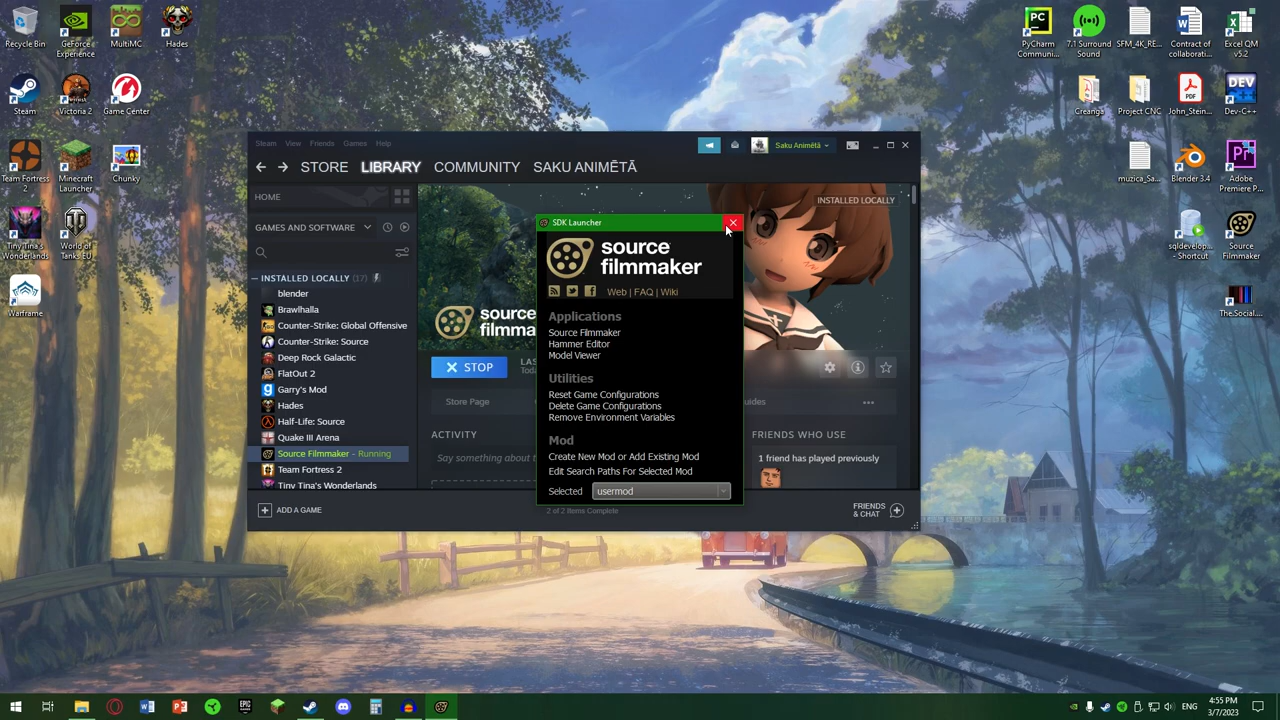 Recycle Bin
GeForce Experience
MultiMC
Hades
Steam
Victoria 2
Game Center
Team Fortress 2
Minecraft Launcher
Chunky
Tiny Tina's Wonderlands
World of Tanks EU
Warframe
PyCharm Communi...
7.1 Surround Sound
SFM_4K_RE...
Contract of collaborati...
Excel QM v5.2
Creanga
Project CNC
John_Stein...
Dev-C++
muzica_Sa...
Blender 3.4
Adobe Premiere P...
sqldevelop... - Shortcut
Source Filmmaker
The.Social....
Steam View Friends Games Help
Saku Animētā
STORE LIBRARY COMMUNITY SAKU ANIMĒTĀ
HOME
GAMES AND SOFTWARE
INSTALLED LOCALLY (17)
blender
Brawlhalla
Counter-Strike: Global Offensive
Counter-Strike: Source
Deep Rock Galactic
FlatOut 2
Garry's Mod
Hades
Half-Life: Source
Quake III Arena
Source Filmmaker - Running
Team Fortress 2
Tiny Tina's Wonderlands
INSTALLED LOCALLY
source
STOP
Store Page
ACTIVITY
Say something about t
FRIENDS WHO USE
1 friend has played previously
SDK Launcher
source
filmmaker
Web | FAQ | Wiki
Applications
Source Filmmaker
Hammer Editor
Model Viewer
Utilities
Reset Game Configurations
Delete Game Configurations
Remove Environment Variables
Mod
Create New Mod or Add Existing Mod
Edit Search Paths For Selected Mod
Selected usermod
2 of 2 Items Complete
ADD A GAME
FRIENDS
& CHAT
ENG
4:55 PM
3/7/2023